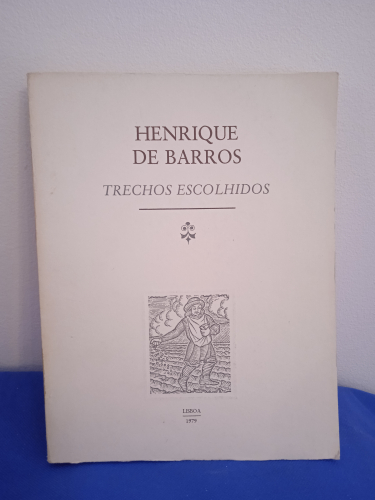 HENRIQUE
DE BARROS
TRECHOS ESCOLHIDOS
LISBOA
1979